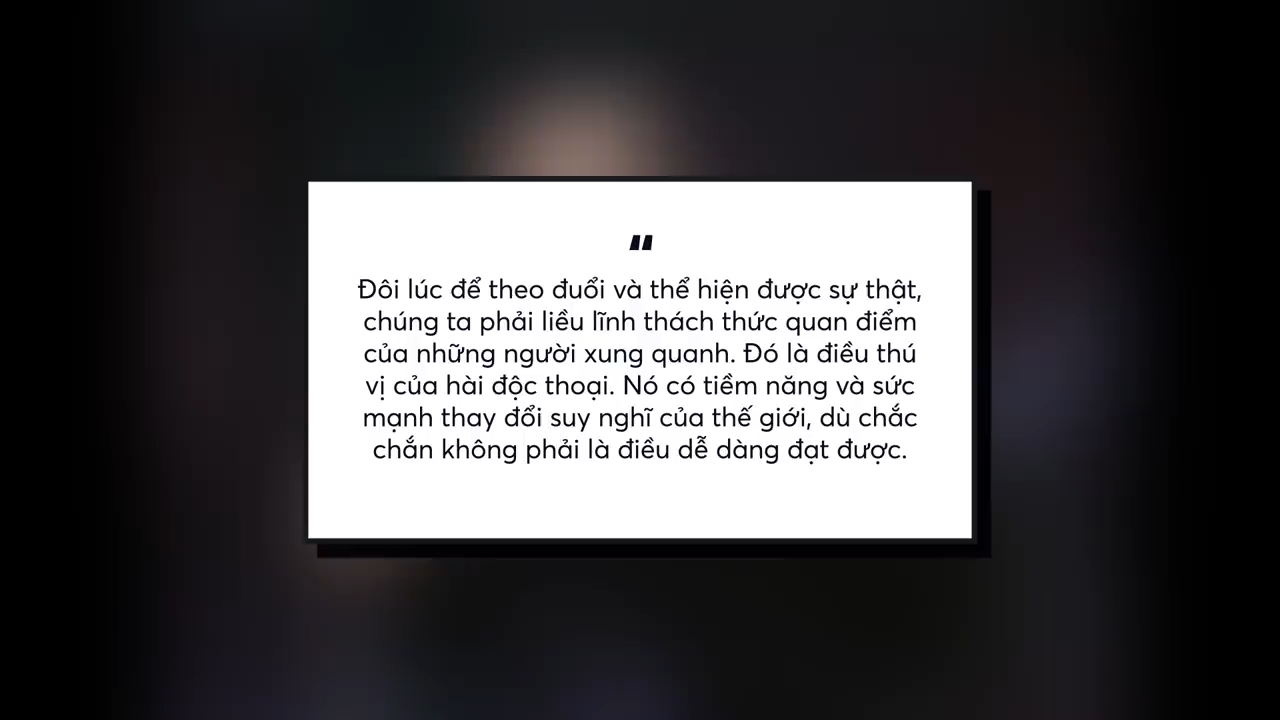 "
Đôi lúc để theo đuổi và thể hiện được sự thật,
chúng ta phải liều lĩnh thách thức quan điểm
của những người xung quanh. Đó là điều thú
vị của hài độc thoại. Nó có tiềm năng và sức
mạnh thay đổi suy nghĩ của thế giới, dù chắc
chắn không phải là điều dễ dàng đạt được.